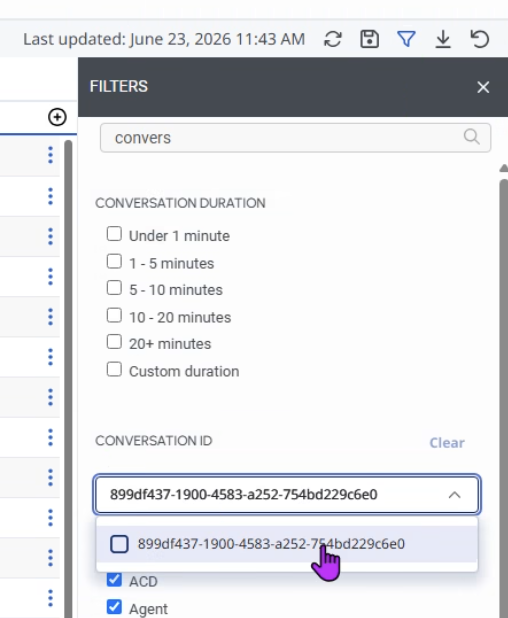 Last updated: June 23, 2026 11:43 AM
FILTERS
convers
CONVERSATION DURATION
Under 1 minute
1 - 5 minutes
5 - 10 minutes
10 - 20 minutes
20+ minutes
Custom duration
CONVERSATION ID
Clear
899df437-1900-4583-a252-754bd229c6e0
899df437-1900-4583-a252-754bd229c6e0
ACD
Agent